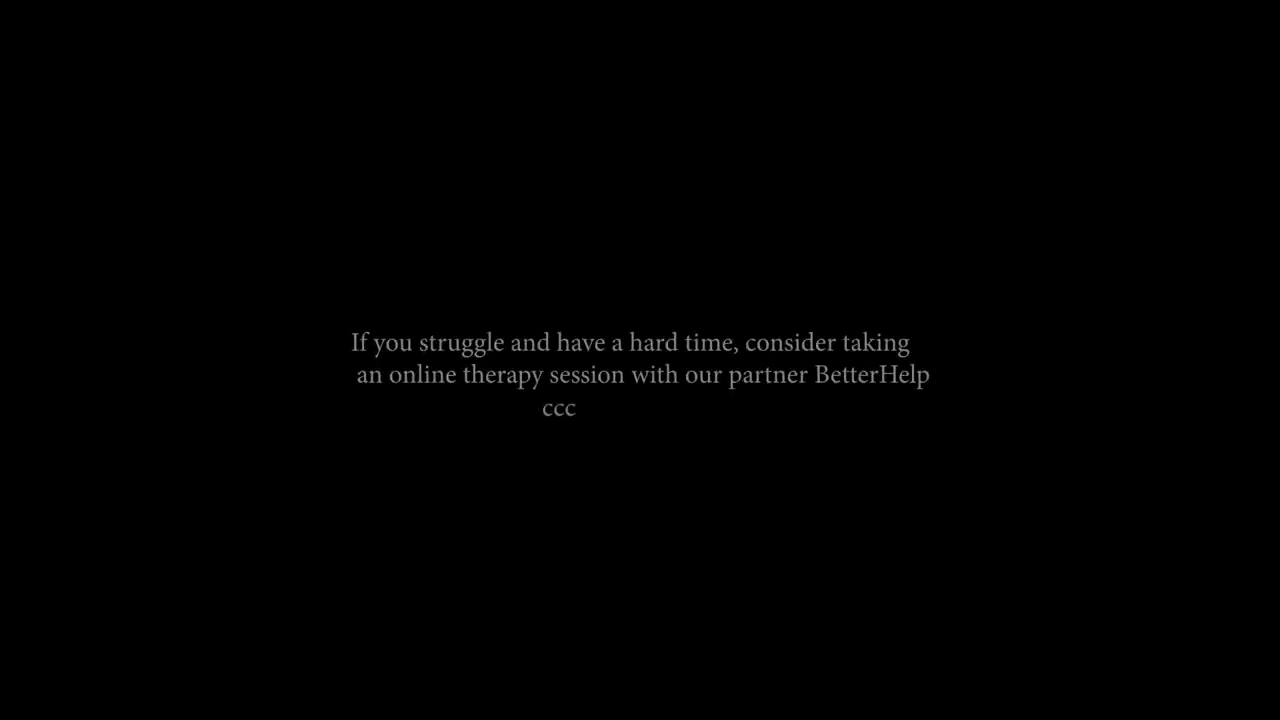 If you struggle and have a hard time, consider taking
an online therapy session with our partner BetterHelp
ccc